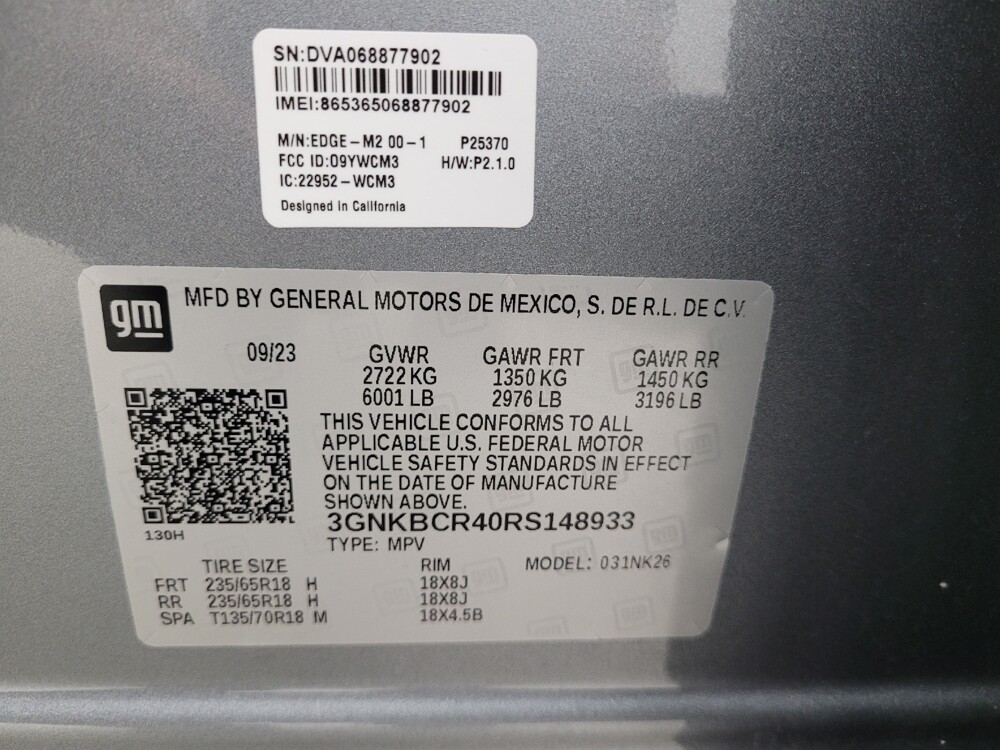 SN:DVA068877902
IMEI:865365068877902
M/N:EDGE-M2 00-1 P25370
FCC ID:O9YWCM3 H/W:P2.1.0
IC:22952-WCM3
Designed in California
gm MFD BY GENERAL MOTORS DE MEXICO, S. DE R.L. DE C.V.
09/23 GVWR GAWR FRT GAWR RR
2722 KG 1350 KG 1450 KG
6001 LB 2976 LB 3196 LB
THIS VEHICLE CONFORMS TO ALL
APPLICABLE U.S. FEDERAL MOTOR
VEHICLE SAFETY STANDARDS IN EFFECT
ON THE DATE OF MANUFACTURE
SHOWN ABOVE.
3GNKBCR40RS148933
130H
TYPE: MPV
TIRE SIZE RIM MODEL: 031NK26
FRT 235/65R18 H 18X8J
RR 235/65R18 H 18X8J
SPA T135/70R18 M 18X4.5B